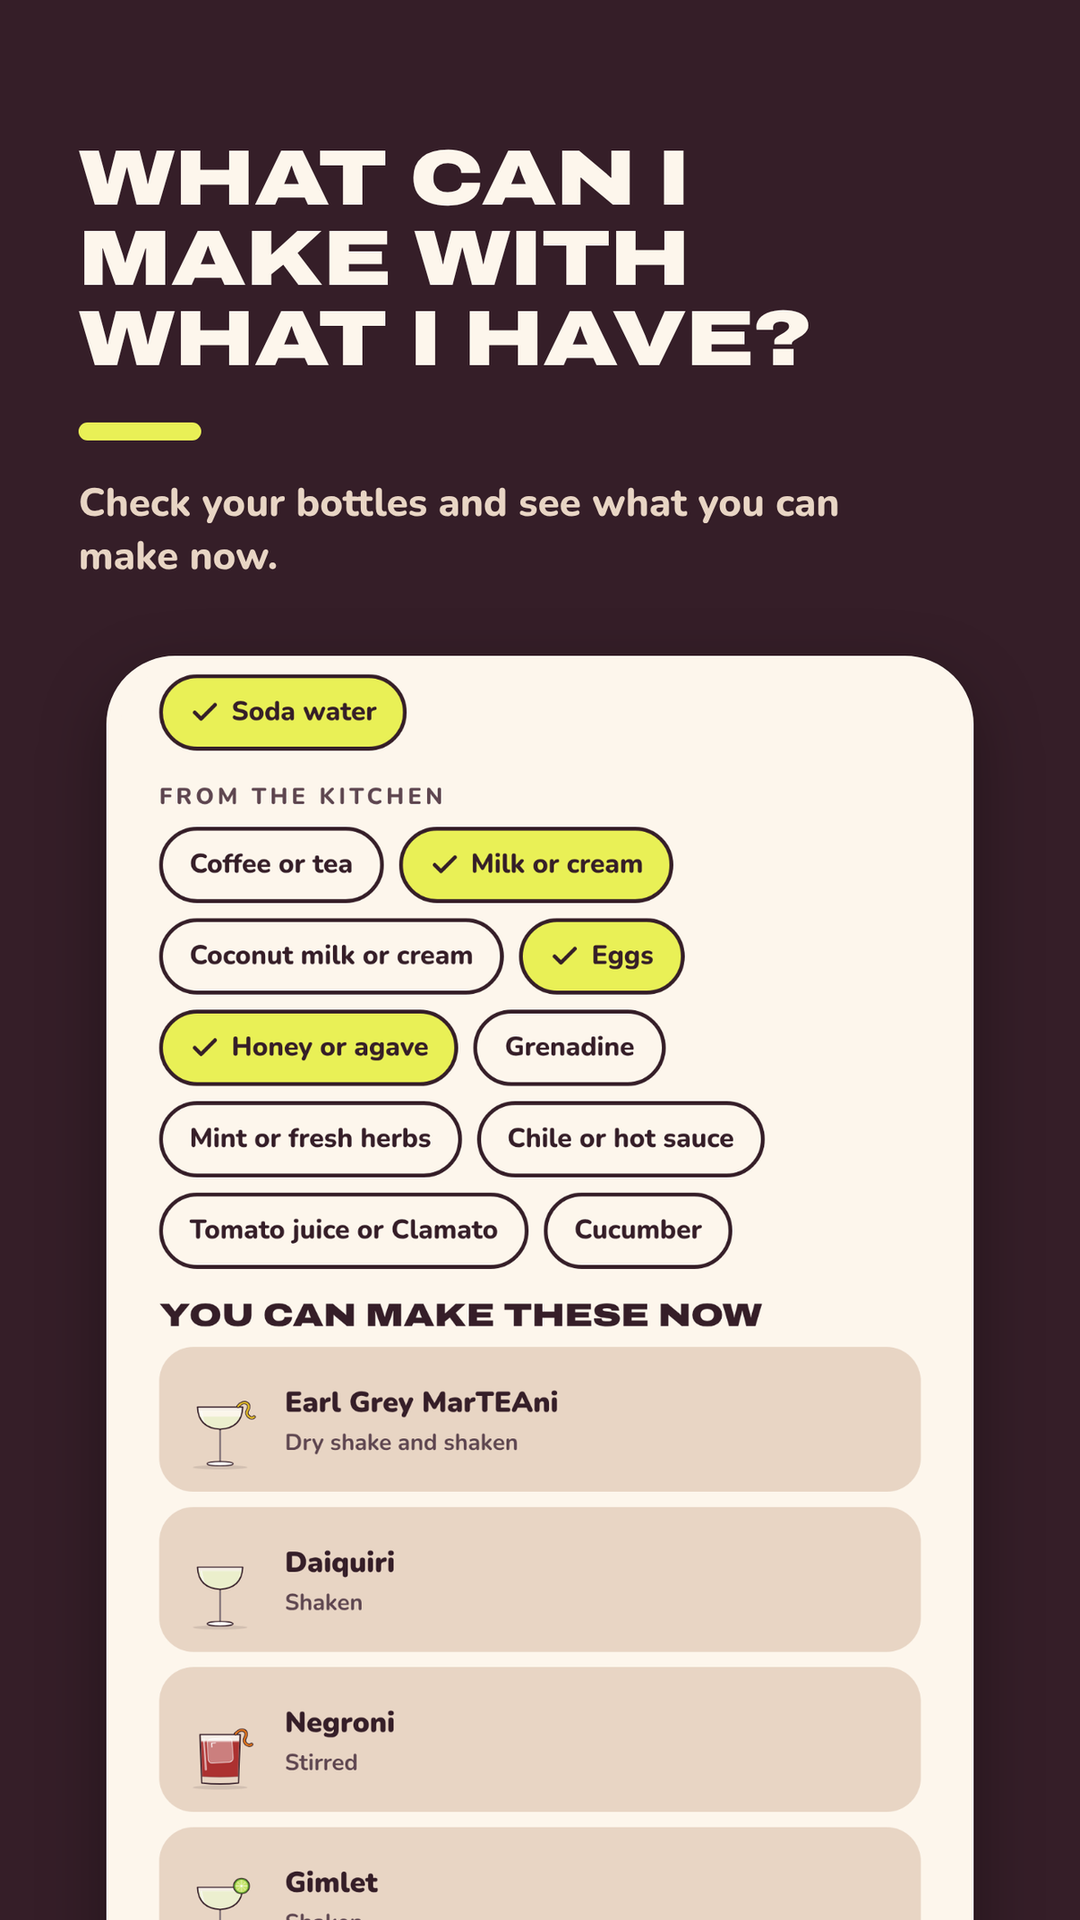 WHAT CAN I
MAKE WITH
WHAT I HAVE?
Check your bottles and see what you can
make now.
Soda water
FROM THE KITCHEN
Coffee or tea
Milk or cream
Coconut milk or cream
Eggs
Honey or agave
Grenadine
Mint or fresh herbs
Chile or hot sauce
Tomato juice or Clamato
Cucumber
YOU CAN MAKE THESE NOW
Earl Grey MarTEAni
Dry shake and shaken
Daiquiri
Shaken
Negroni
Stirred
Gimlet